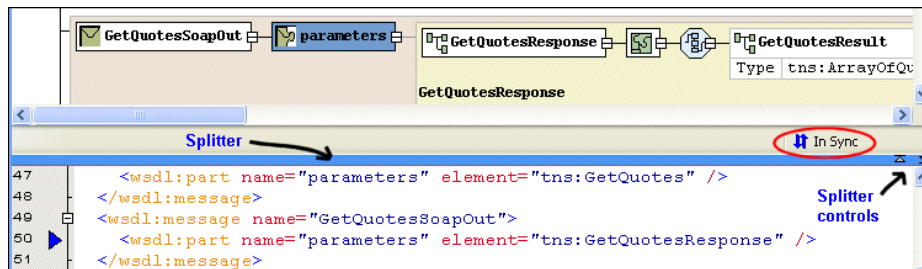 GetQuotesSoapOut parameters GetQuotesResponse GetQuotesResult
Type tns:ArrayOfQu
GetQuotesResponse
Splitter In Sync
47 <wsdl:part name="parameters" element="tns:GetQuotes" />
48 </wsdl:message>
49 <wsdl:message name="GetQuotesSoapOut">
50 <wsdl:part name="parameters" element="tns:GetQuotesResponse" />
51 </wsdl:message>
Splitter
controls